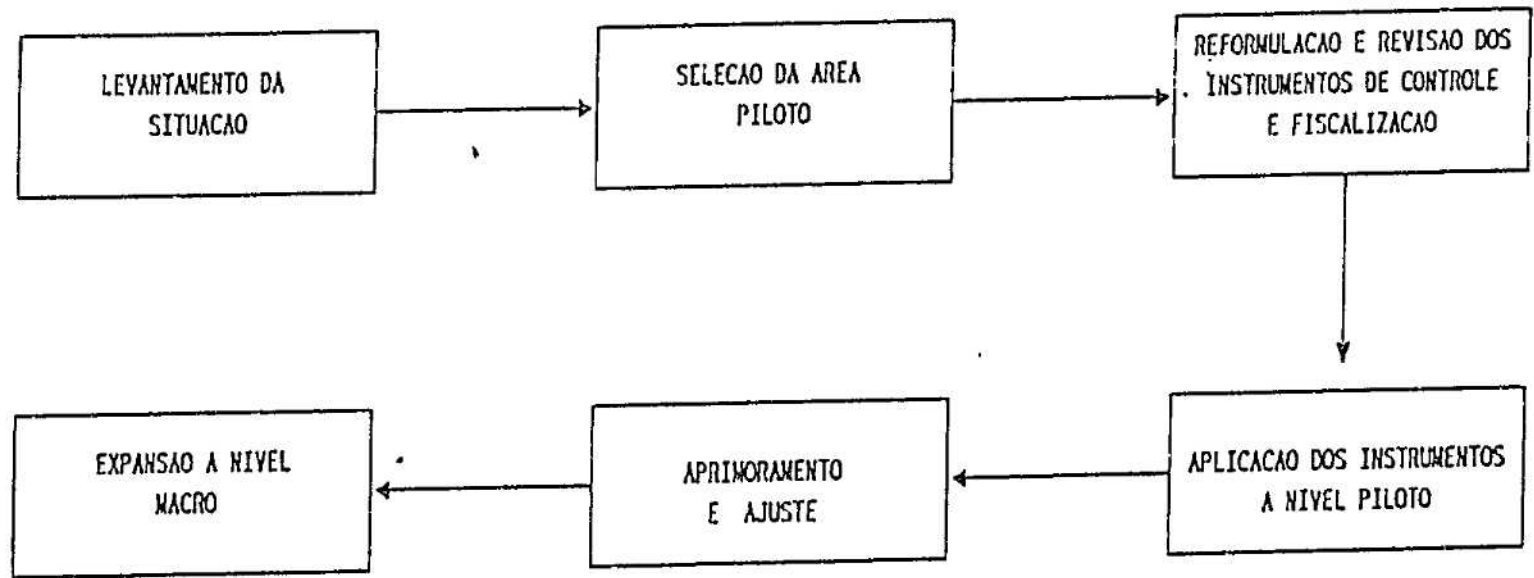 LEVANTAMENTO DA
SITUACAO
SELECAO DA AREA
PILOTO
REFORMULACAO E REVISÃO DOS
INSTRUMENTOS DE CONTROLE
E FISCALIZACAO
APLICACAO DOS INSTRUMENTOS
A NIVEL PILOTO
APRIMORAMENTO
E AJUSTE
EXPANSAO A NIVEL
MACRO